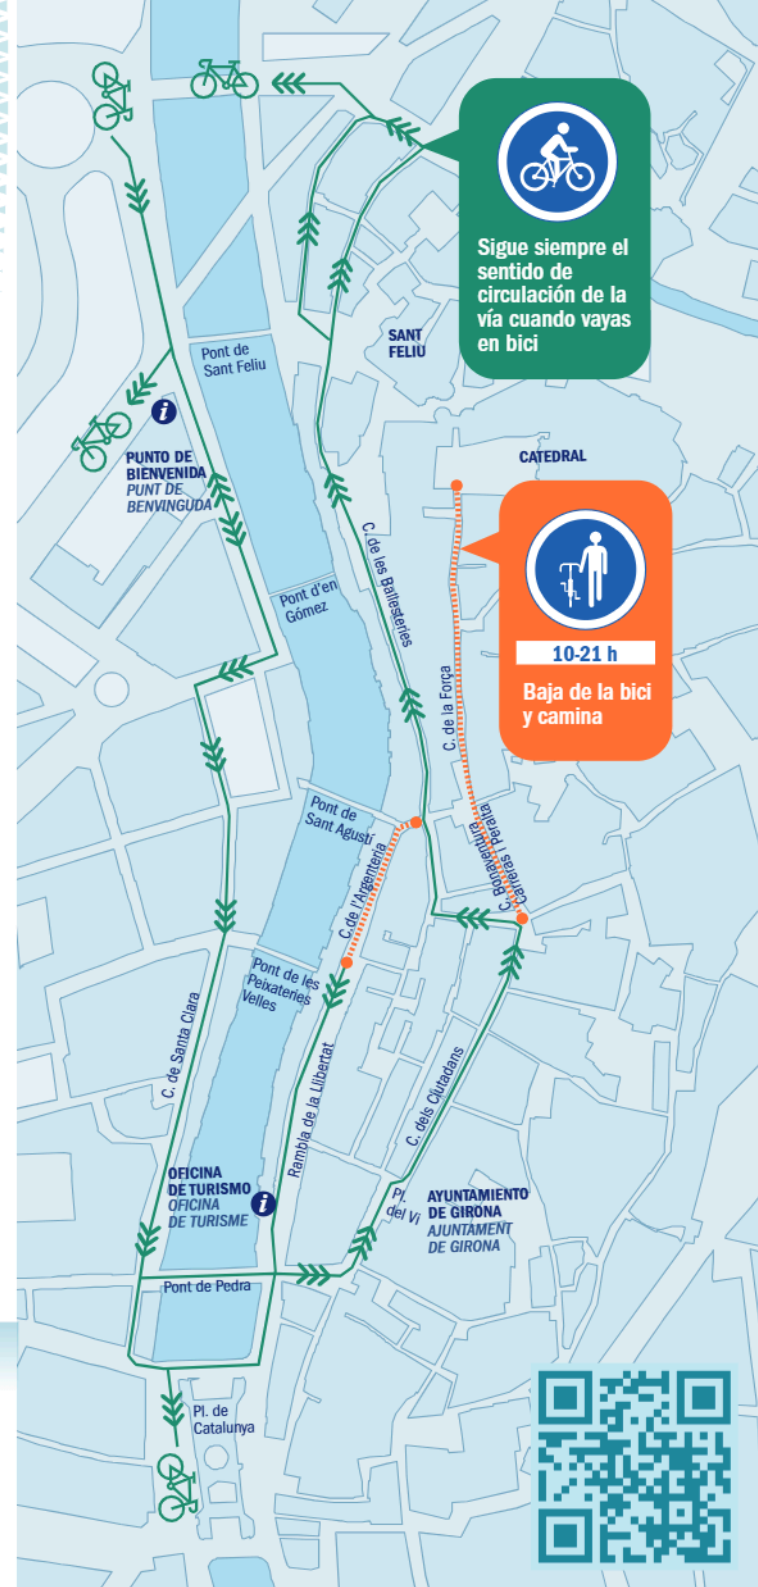 Sigue siempre el
sentido de
circulación de la
vía cuando vayas
en bici
SANT
FELIU
Pont de
Sant Feliu
i
PUNTO DE
BIENVENIDA
PUNT DE
BENVINGUDA
CATEDRAL
10-21 h
Baja de la bici
y camina
C. de les Ballesteries
Pont d'en
Gómez
C. de la Força
Pont de
Sant Agustí
C. Bonaventura
Carreras i Peralta
C. de l'Argenteria
Pont de les
Peixateries
Velles
C. de Santa Clara
Rambla de la Llibertat
C. dels Ciutadans
OFICINA
DE TURISMO
OFICINA
DE TURISME
i
Pl.
del Vi
AYUNTAMIENTO
DE GIRONA
AJUNTAMENT
DE GIRONA
Pont de Pedra
Pl. de
Catalunya